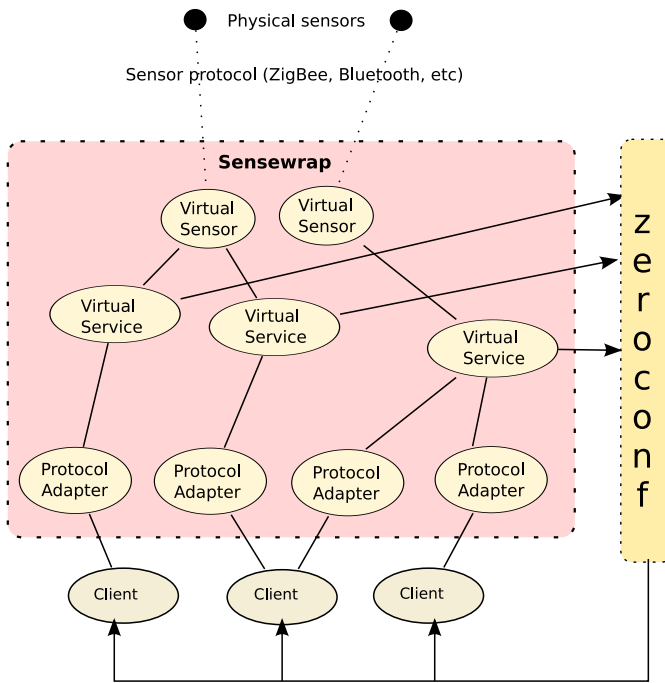 Physical sensors
Sensor protocol (ZigBee, Bluetooth, etc)
Sensewrap
Virtual
Sensor
Virtual
Sensor
Virtual
Service
Virtual
Service
Virtual
Service
Protocol
Adapter
Protocol
Adapter
Protocol
Adapter
Protocol
Adapter
Client
Client
Client
zeroconf